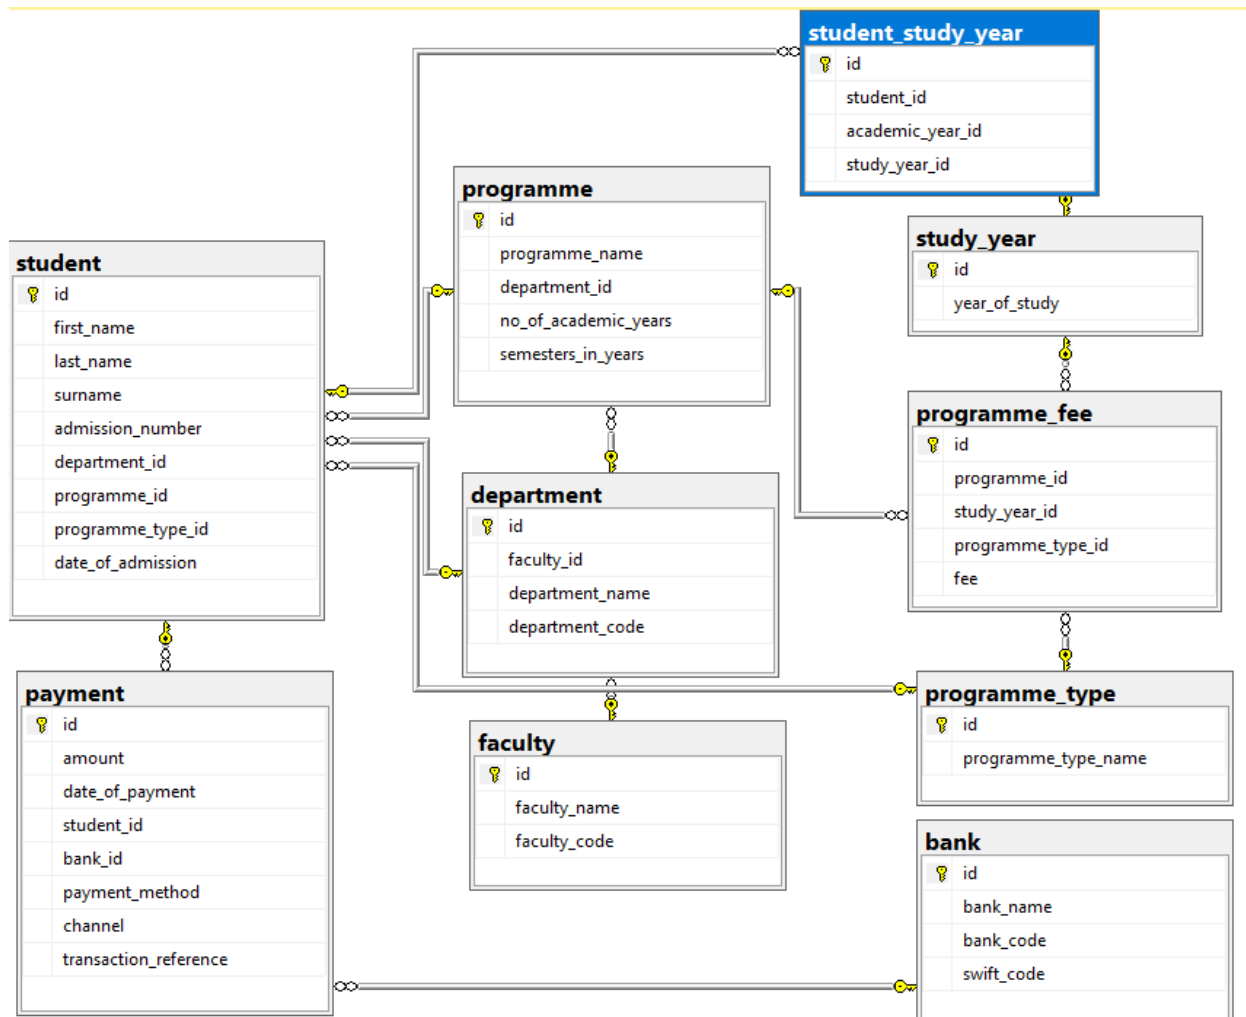 student_study_year
id
student_id
academic_year_id
study_year_id
programme
id
programme_name
department_id
no_of_academic_years
semesters_in_years
study_year
id
year_of_study
student
id
first_name
last_name
surname
admission_number
department_id
programme_id
programme_type_id
date_of_admission
programme_fee
id
programme_id
study_year_id
programme_type_id
fee
department
id
faculty_id
department_name
department_code
payment
id
amount
date_of_payment
student_id
bank_id
payment_method
channel
transaction_reference
faculty
id
faculty_name
faculty_code
programme_type
id
programme_type_name
bank
id
bank_name
bank_code
swift_code